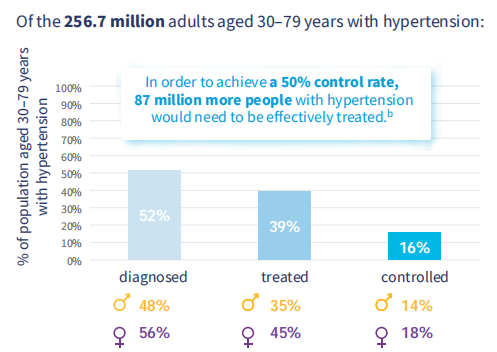 Of the 256.7 million adults aged 30–79 years with hypertension:
% of population aged 30–79 years
with hypertension
In order to achieve a 50% control rate,
87 million more people with hypertension
would need to be effectively treated.b
100%
90%
80%
70%
60%
50%
40%
30%
20%
10%
0%
52%
39%
16%
diagnosed treated controlled
♂ 48% ♂ 35% ♂ 14%
♀ 56% ♀ 45% ♀ 18%